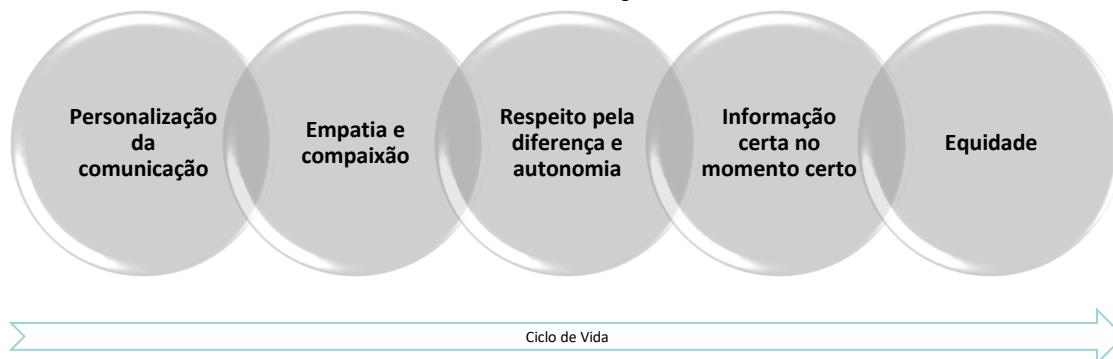 Personalização
da
comunicação
Empatia e
compaixão
Respeito pela
diferença e
autonomia
Informação
certa no
momento certo
Equidade
Ciclo de Vida